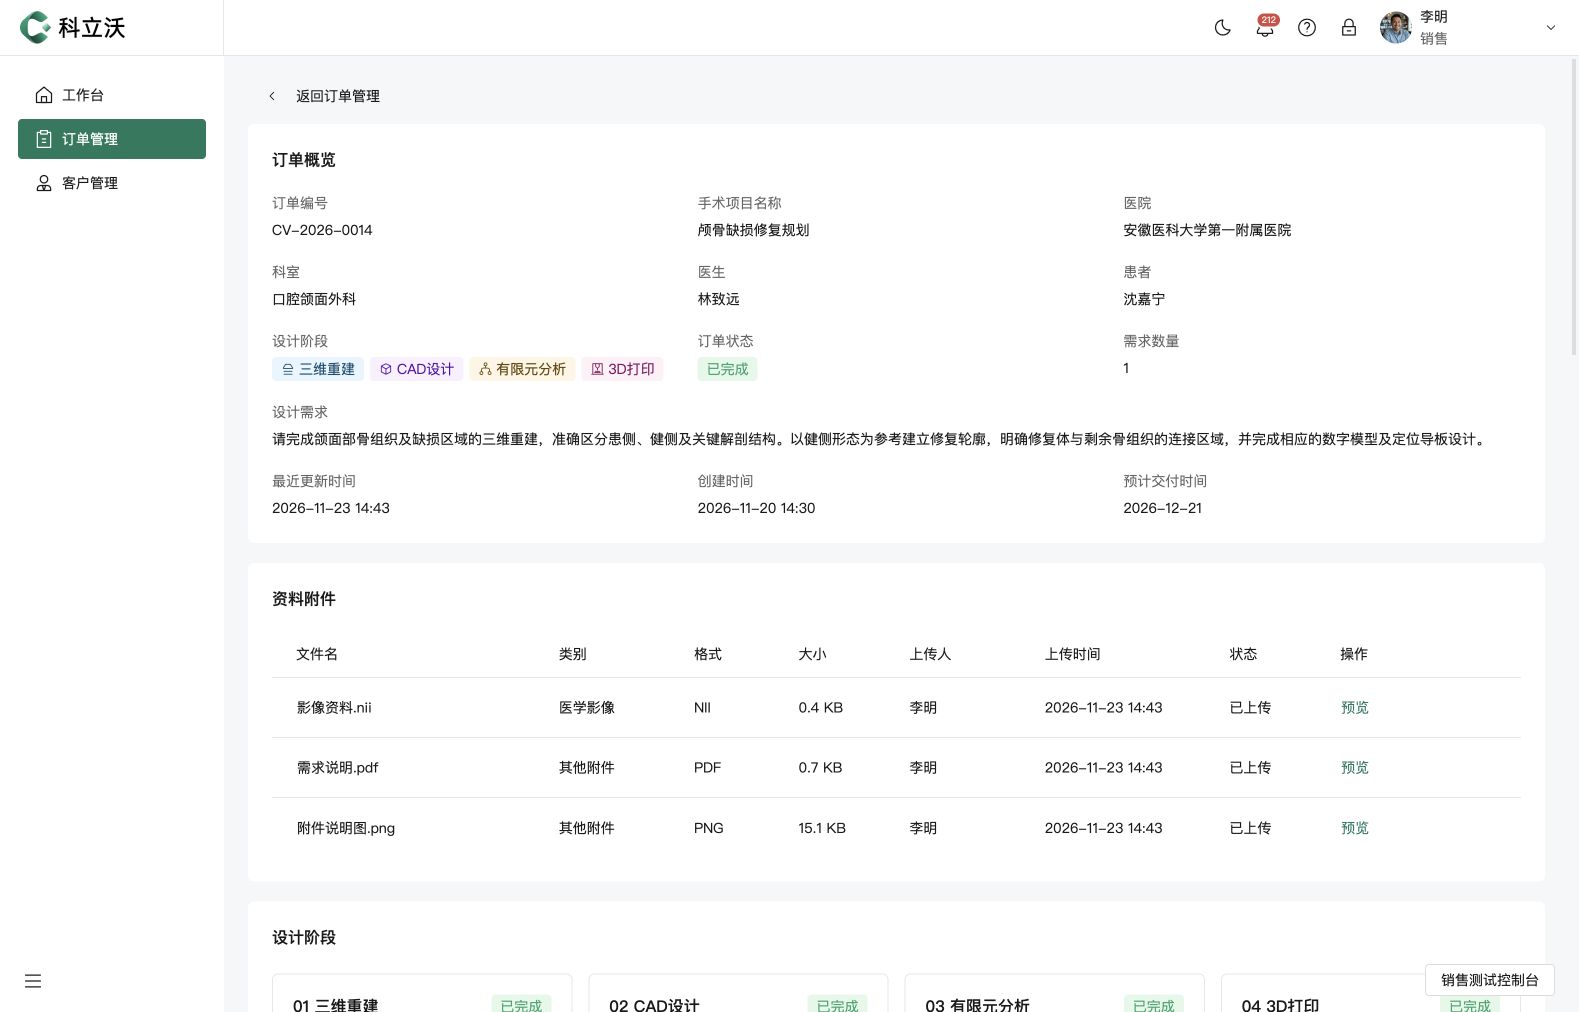 科立沃
212
李明
销售
工作台
订单管理
客户管理
返回订单管理
订单概览
订单编号
CV-2026-0014
手术项目名称
颅骨缺损修复规划
医院
安徽医科大学第一附属医院
科室
口腔颌面外科
医生
林致远
患者
沈嘉宁
设计阶段
三维重建 CAD设计 有限元分析 3D打印
订单状态
已完成
需求数量
1
设计需求
请完成颌面部骨组织及缺损区域的三维重建，准确区分患侧、健侧及关键解剖结构。以健侧形态为参考建立修复轮廓，明确修复体与剩余骨组织的连接区域，并完成相应的数字模型及定位导板设计。
最近更新时间
2026-11-23 14:43
创建时间
2026-11-20 14:30
预计交付时间
2026-12-21
资料附件
文件名 类别 格式 大小 上传人 上传时间 状态 操作
影像资料.nii 医学影像 NII 0.4 KB 李明 2026-11-23 14:43 已上传 预览
需求说明.pdf 其他附件 PDF 0.7 KB 李明 2026-11-23 14:43 已上传 预览
附件说明图.png 其他附件 PNG 15.1 KB 李明 2026-11-23 14:43 已上传 预览
设计阶段
01 三维重建 已完成
02 CAD设计 已完成
03 有限元分析 已完成
04 3D打印 已完成
销售测试控制台